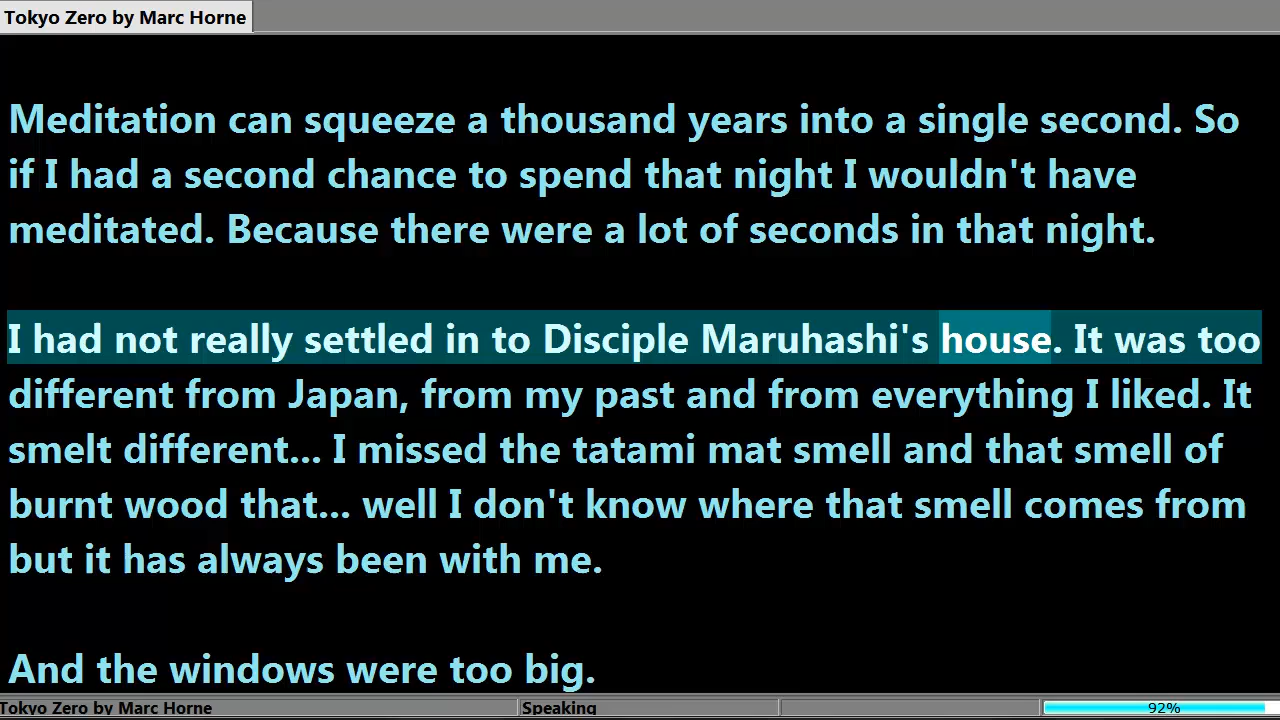 Tokyo Zero by Marc Horne
Meditation can squeeze a thousand years into a single second. So
if I had a second chance to spend that night I wouldn't have
meditated. Because there were a lot of seconds in that night.
I had not really settled in to Disciple Maruhashi's house. It was too
different from Japan, from my past and from everything I liked. It
smelt different... I missed the tatami mat smell and that smell of
burnt wood that... well I don't know where that smell comes from
but it has always been with me.
And the windows were too big.
Tokyo Zero by Marc Horne
Speaking
92%